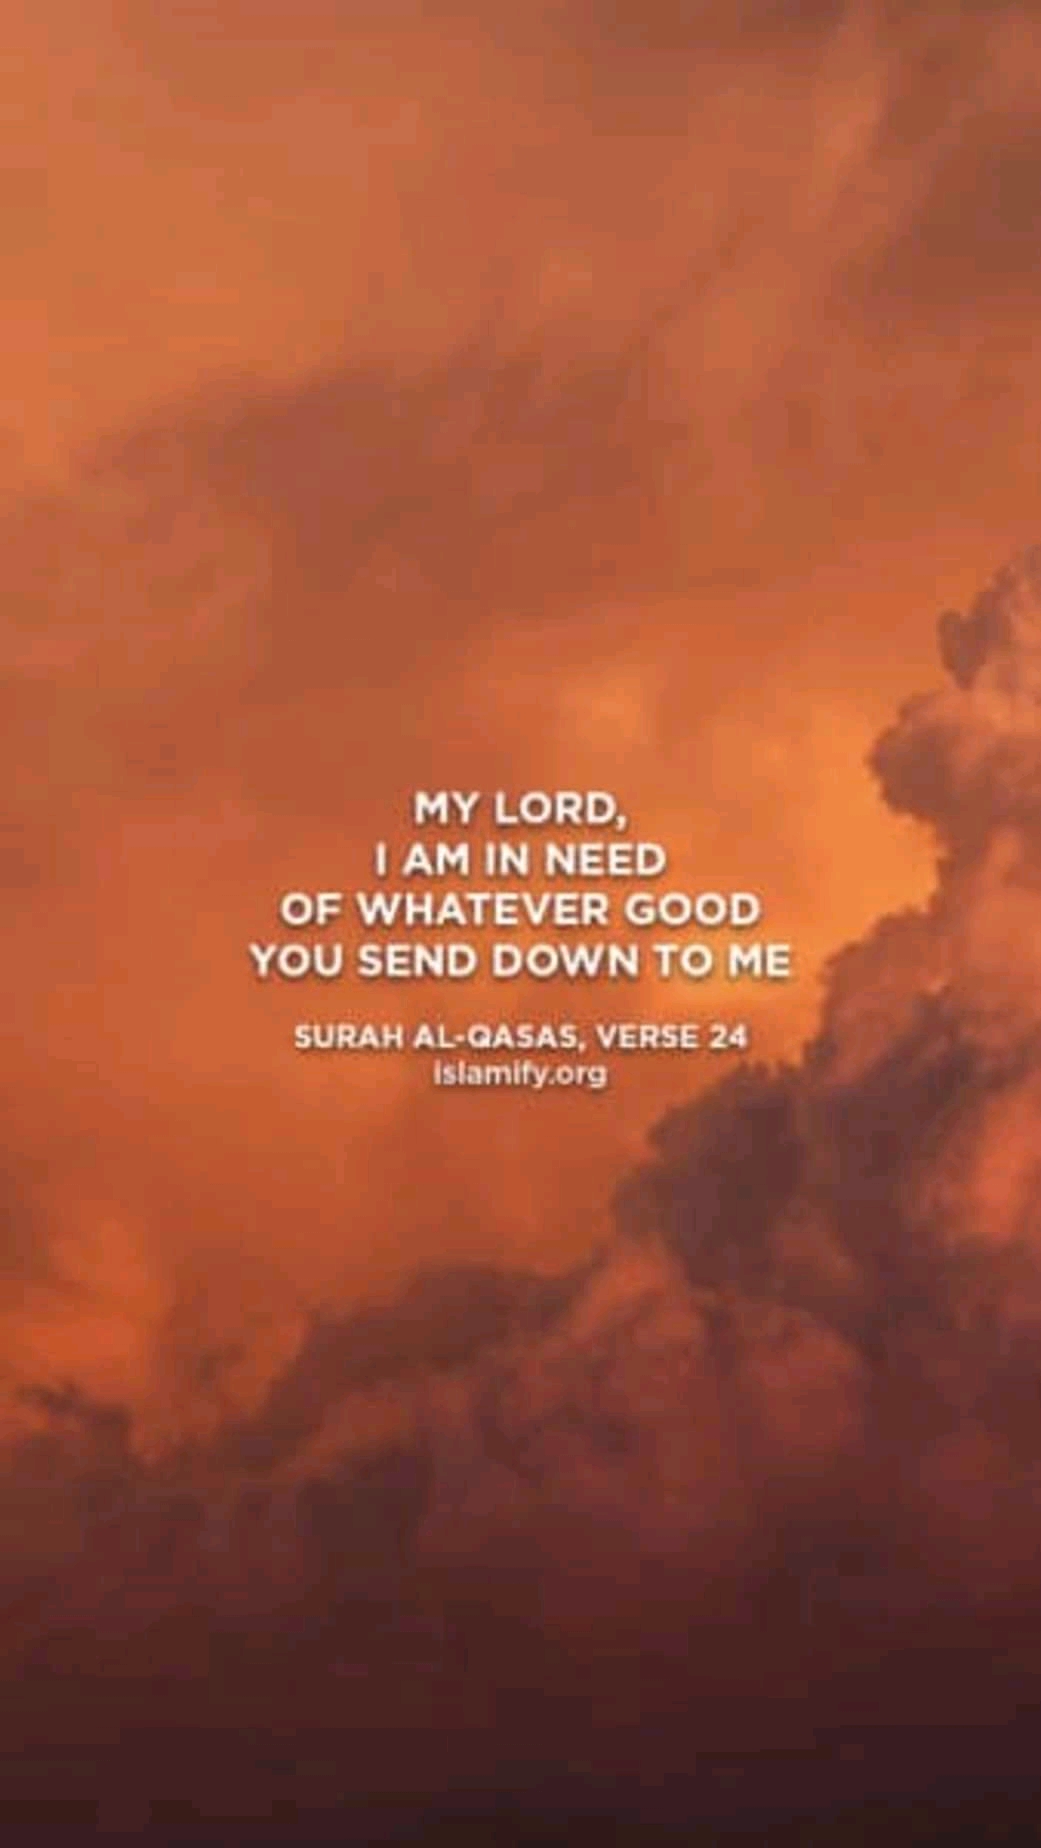 MY LORD,
I AM IN NEED
OF WHATEVER GOOD
YOU SEND DOWN TO ME
SURAH AL-QASAS, VERSE 24
islamify.org